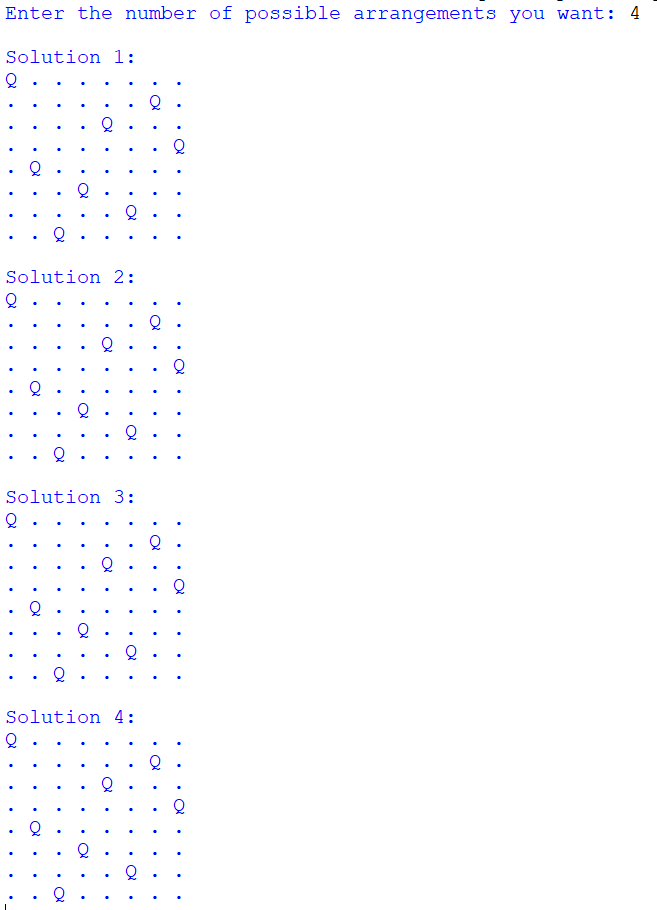 Enter the number of possible arrangements you want: 4
Solution 1:
Q . . . . . . .
. . . . . . Q .
. . . . Q . . .
. . . . . . . Q
. Q . . . . . .
. . . Q . . . .
. . . . . Q . .
. . Q . . . . .
Solution 2:
Q . . . . . . .
. . . . . . Q .
. . . . Q . . .
. . . . . . . Q
. Q . . . . . .
. . . Q . . . .
. . . . . Q . .
. . Q . . . . .
Solution 3:
Q . . . . . . .
. . . . . . Q .
. . . . Q . . .
. . . . . . . Q
. Q . . . . . .
. . . Q . . . .
. . . . . Q . .
. . Q . . . . .
Solution 4:
Q . . . . . . .
. . . . . . Q .
. . . . Q . . .
. . . . . . . Q
. Q . . . . . .
. . . Q . . . .
. . . . . Q . .
. . Q . . . . .